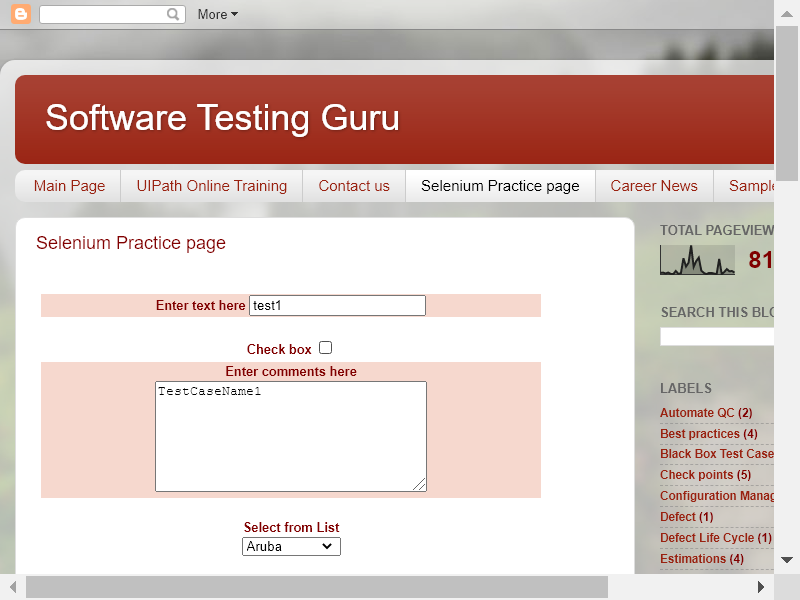 More
Software Testing Guru
Main Page
UIPath Online Training
Contact us
Selenium Practice page
Career News
Sample
Selenium Practice page
TOTAL PAGEVIEW
81
Enter text here test1
SEARCH THIS BLO
Check box
Enter comments here
TestCaseName1
LABELS
Automate QC (2)
Best practices (4)
Black Box Test Case
Check points (5)
Configuration Manag
Defect (1)
Defect Life Cycle (1)
Estimations (4)
Select from List
Aruba